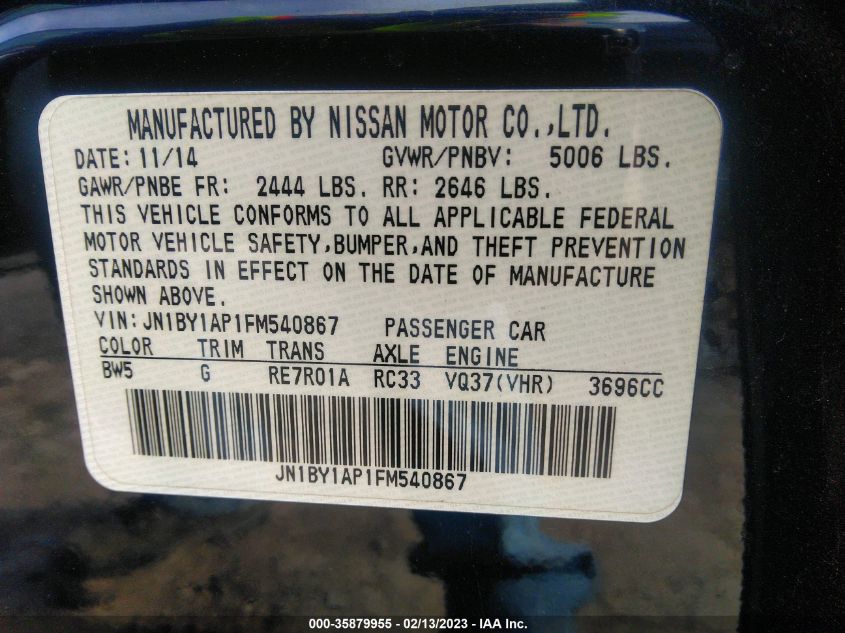 MANUFACTURED BY NISSAN MOTOR CO.,LTD.
DATE: 11/14 GVWR/PNBV: 5006 LBS.
GAWR/PNBE FR: 2444 LBS. RR: 2646 LBS.
THIS VEHICLE CONFORMS TO ALL APPLICABLE FEDERAL
MOTOR VEHICLE SAFETY,BUMPER,AND THEFT PREVENTION
STANDARDS IN EFFECT ON THE DATE OF MANUFACTURE
SHOWN ABOVE.
VIN: JN1BY1AP1FM540867 PASSENGER CAR
COLOR TRIM TRANS AXLE ENGINE
BW5 G RE7R01A RC33 VQ37(VHR) 3696CC
JN1BY1AP1FM540867
000-35879955 - 02/13/2023 - IAA Inc.